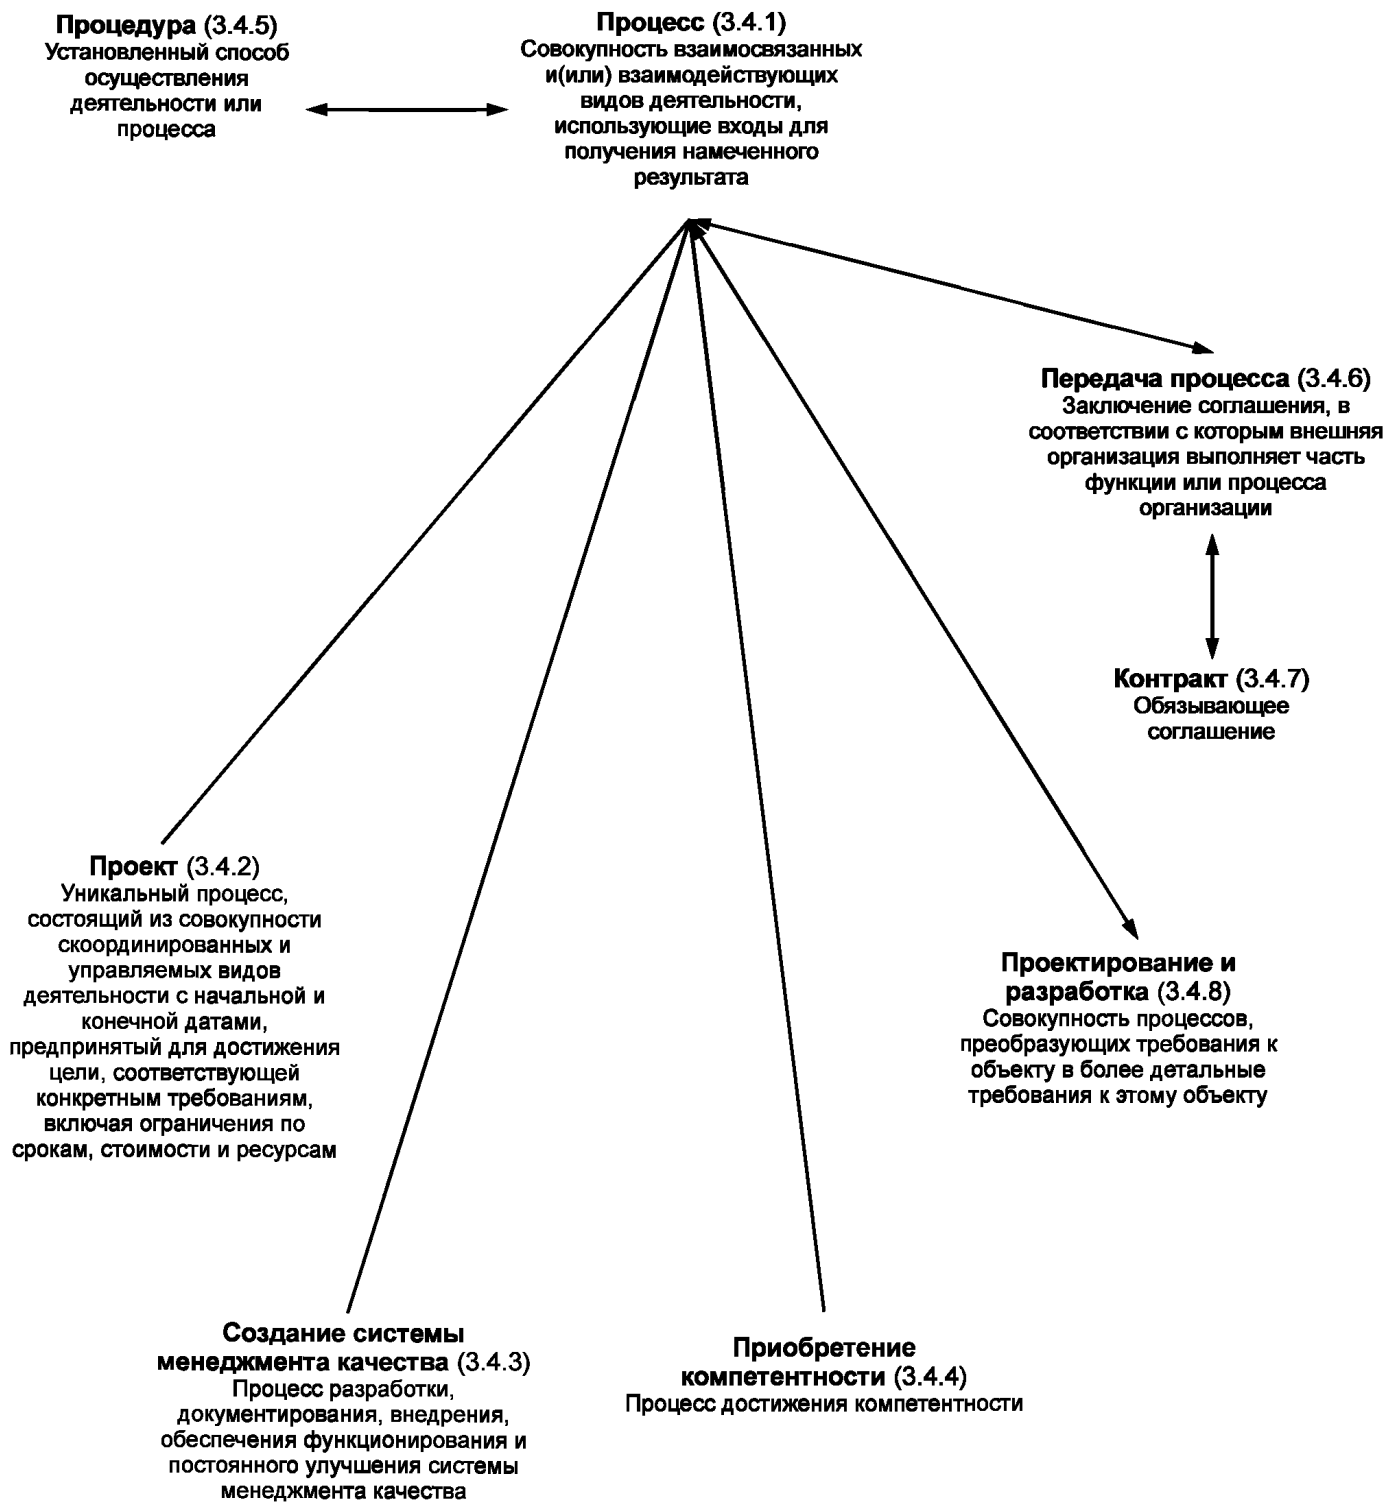 Процедура (3.4.5)
Установленный способ
осуществления
деятельности или
процесса
Процесс (3.4.1)
Совокупность взаимосвязанных
и(или) взаимодействующих
видов деятельности,
использующие входы для
получения намеченного
результата
Передача процесса (3.4.6)
Заключение соглашения, в
соответствии с которым внешняя
организация выполняет часть
функции или процесса
организации
Контракт (3.4.7)
Обязывающее
соглашение
Проект (3.4.2)
Уникальный процесс,
состоящий из совокупности
скоординированных и
управляемых видов
деятельности с начальной и
конечной датами,
предпринятый для достижения
цели, соответствующей
конкретным требованиям,
включая ограничения по
срокам, стоимости и ресурсам
Проектирование и
разработка (3.4.8)
Совокупность процессов,
преобразующих требования к
объекту в более детальные
требования к этому объекту
Создание системы
менеджмента качества (3.4.3)
Процесс разработки,
документирования, внедрения,
обеспечения функционирования и
постоянного улучшения системы
менеджмента качества
Приобретение
компетентности (3.4.4)
Процесс достижения компетентности